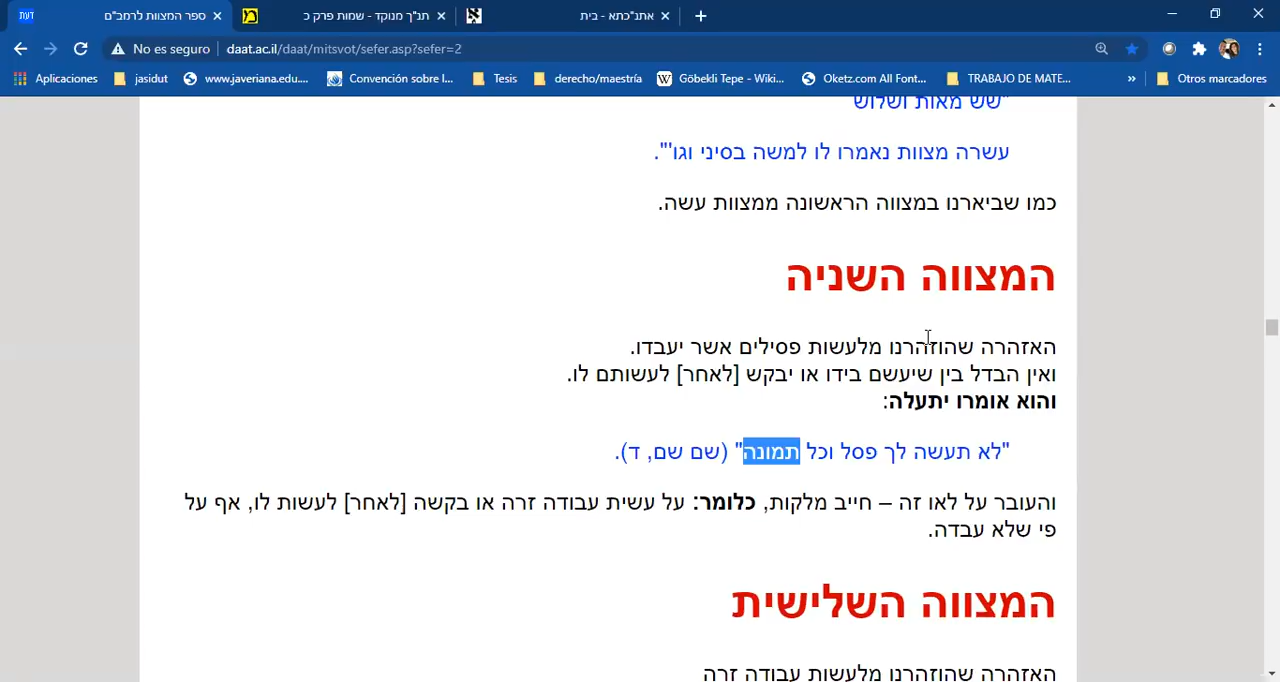 ספר המצוות לרמב"ם
תנ"ך מנוקד - שמות פרק כ
אתנ"כתא - בית
No es seguro
daat.ac.il/daat/mitsvot/sefer.asp?sefer=2
Aplicaciones
jasidut
www.javeriana.edu....
Convención sobre l...
Tesis
derecho/maestría
Göbekli Tepe - Wiki...
Oketz.com All Font...
TRABAJO DE MATE...
»
Otros marcadores
"שש מאות ושלוש
עשרה מצוות נאמרו לו למשה בסיני וגו'".
כמו שביארנו במצווה הראשונה ממצוות עשה.
המצווה השניה
האזהרה שהוזהרנו מלעשות פסילים אשר יעבדו.
ואין הבדל בין שיעשם בידו או יבקש [לאחר] לעשותם לו.
והוא אומרו יתעלה:
"לא תעשה לך פסל וכל תמונה" (שם שם, ד).
והעובר על לאו זה – חייב מלקות, כלומר: על עשית עבודה זרה או בקשה [לאחר] לעשות לו, אף על
פי שלא עבדה.
המצווה השלישית
האזהרה שהוזהרנו מלעשות עבודה זרה